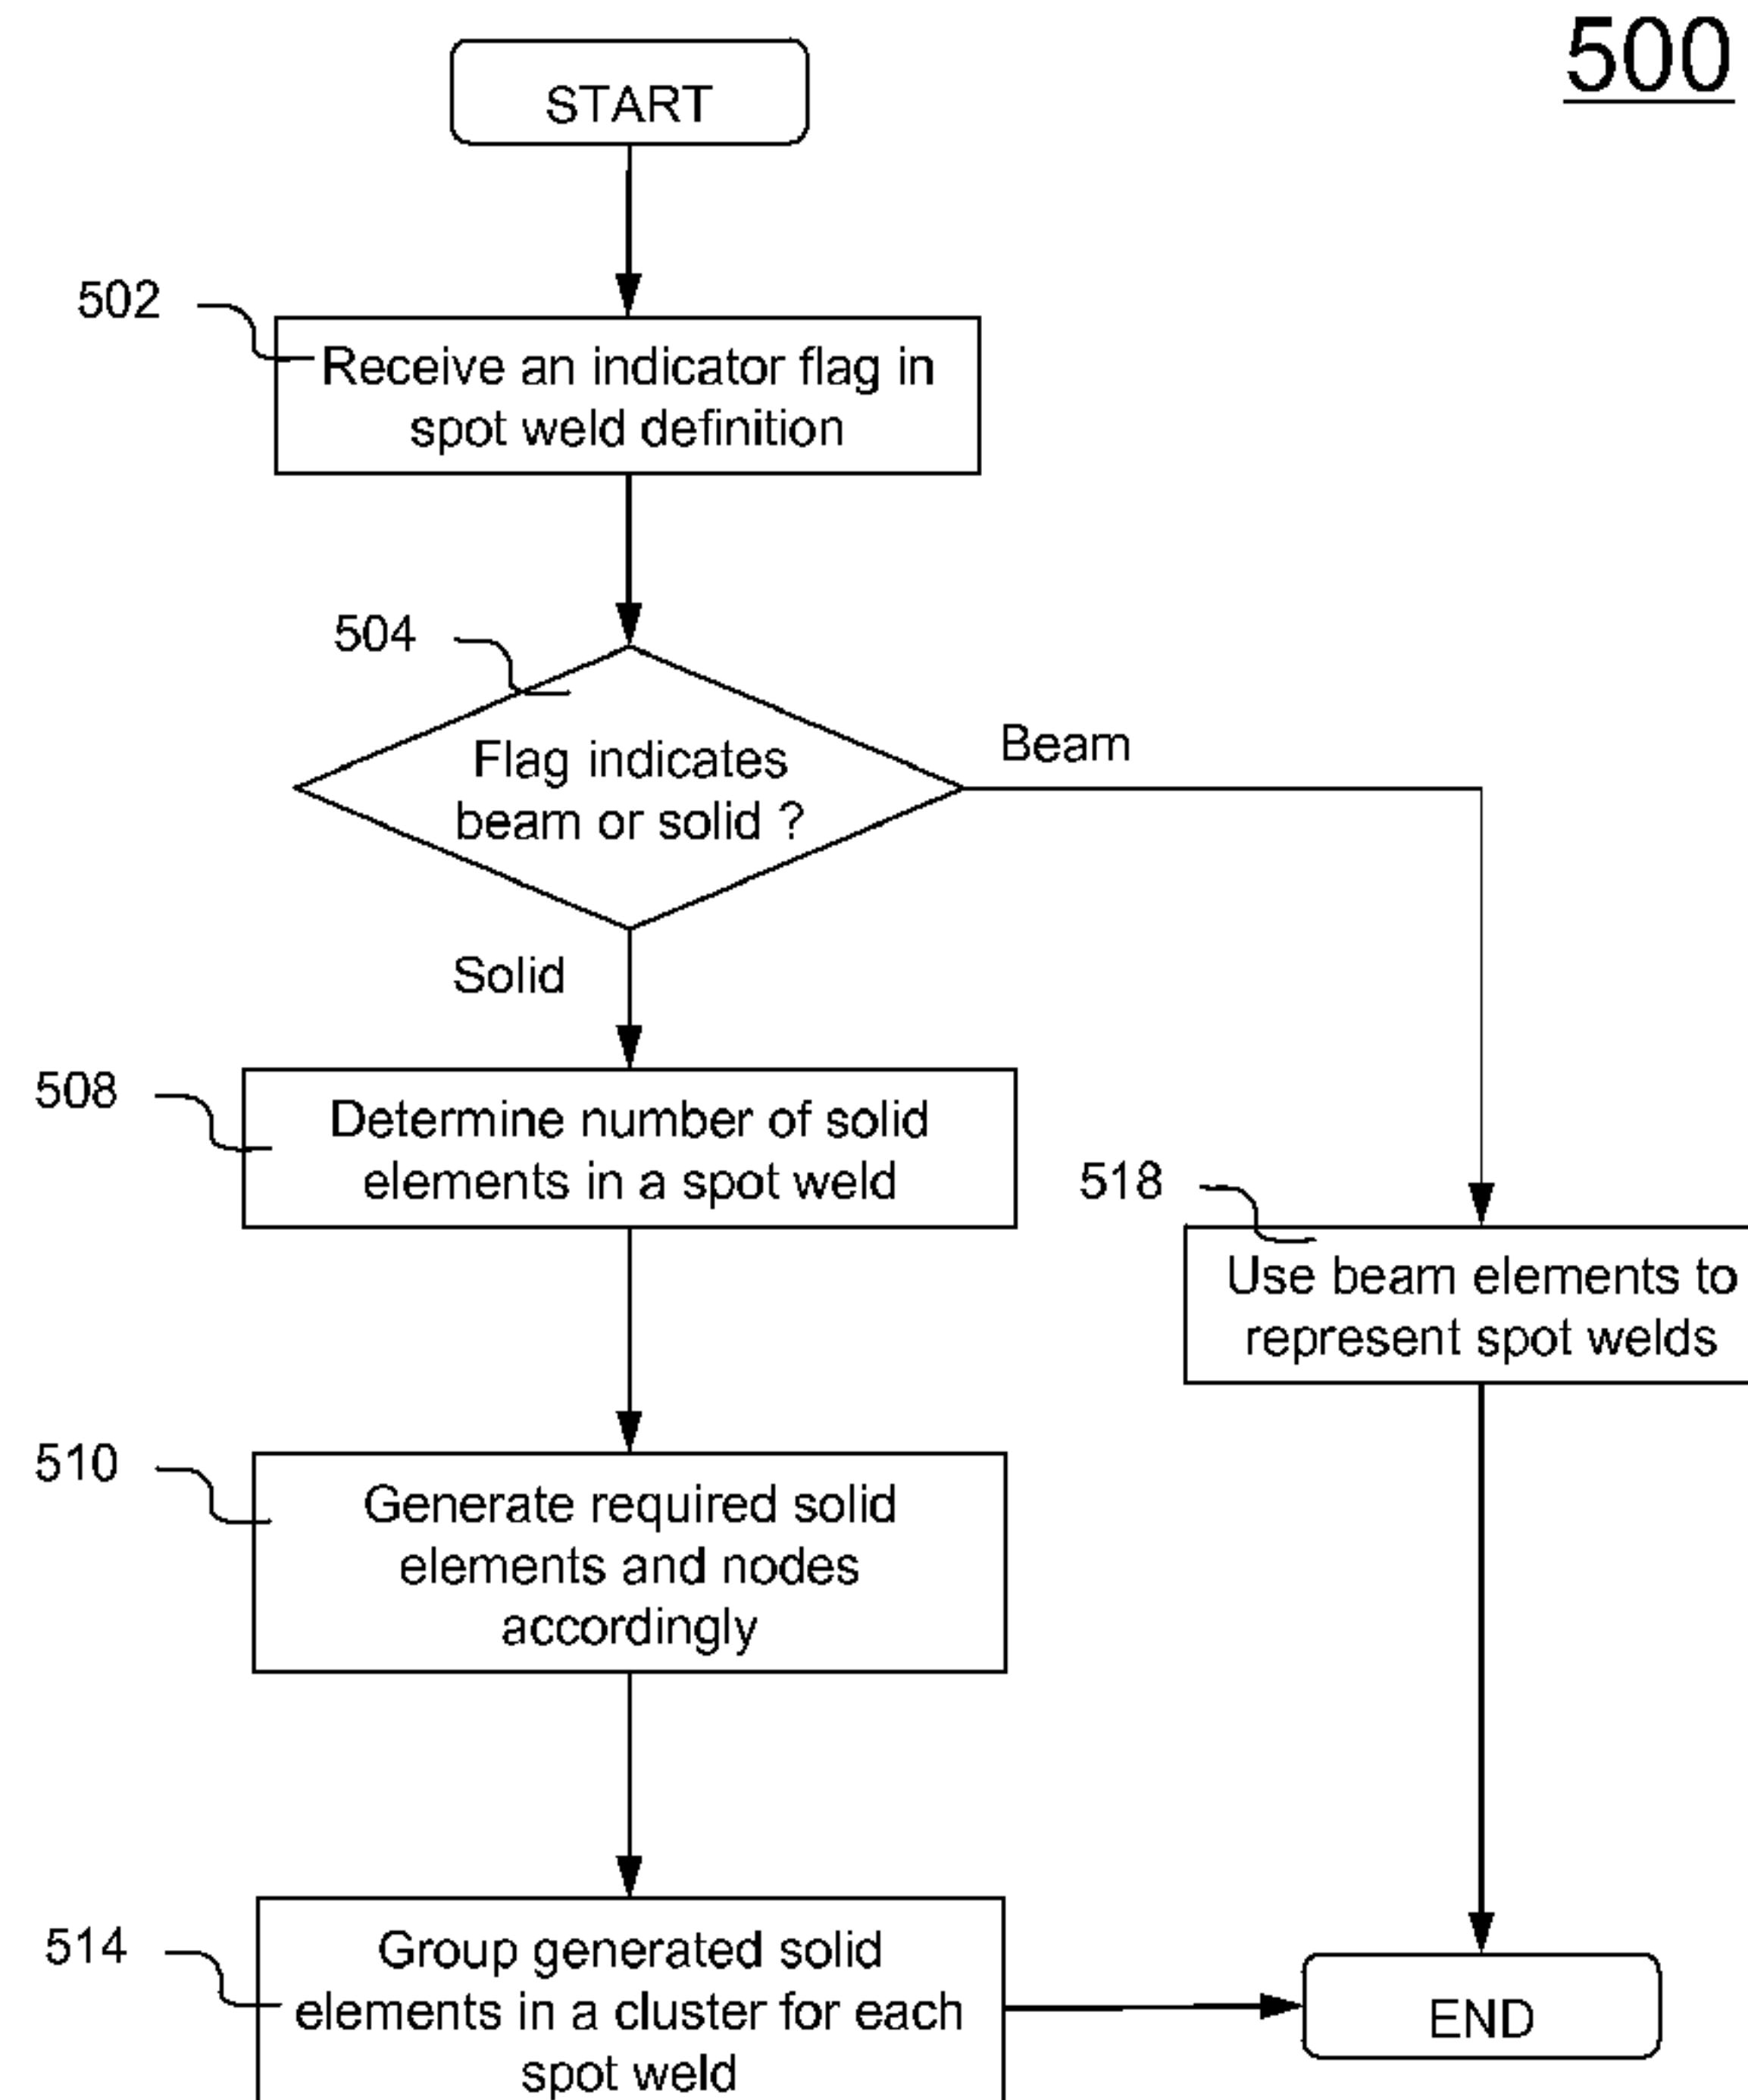 500
START
502
Receive an indicator flag in
spot weld definition
504
Flag indicates
beam or solid ?
Beam
Solid
508
Determine number of solid
elements in a spot weld
518
Use beam elements to
represent spot welds
510
Generate required solid
elements and nodes
accordingly
514
Group generated solid
elements in a cluster for each
spot weld
END